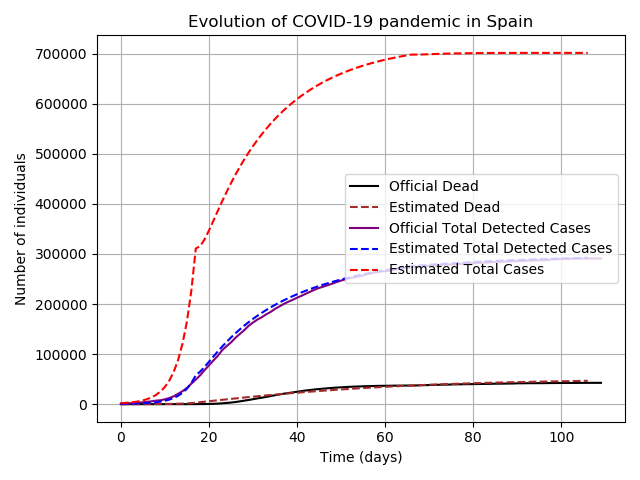 Evolution of COVID-19 pandemic in Spain
Number of individuals
700000
600000
500000
400000
300000
200000
100000
0
Official Dead
Estimated Dead
Official Total Detected Cases
Estimated Total Detected Cases
Estimated Total Cases
0 20 40 60 80 100
Time (days)